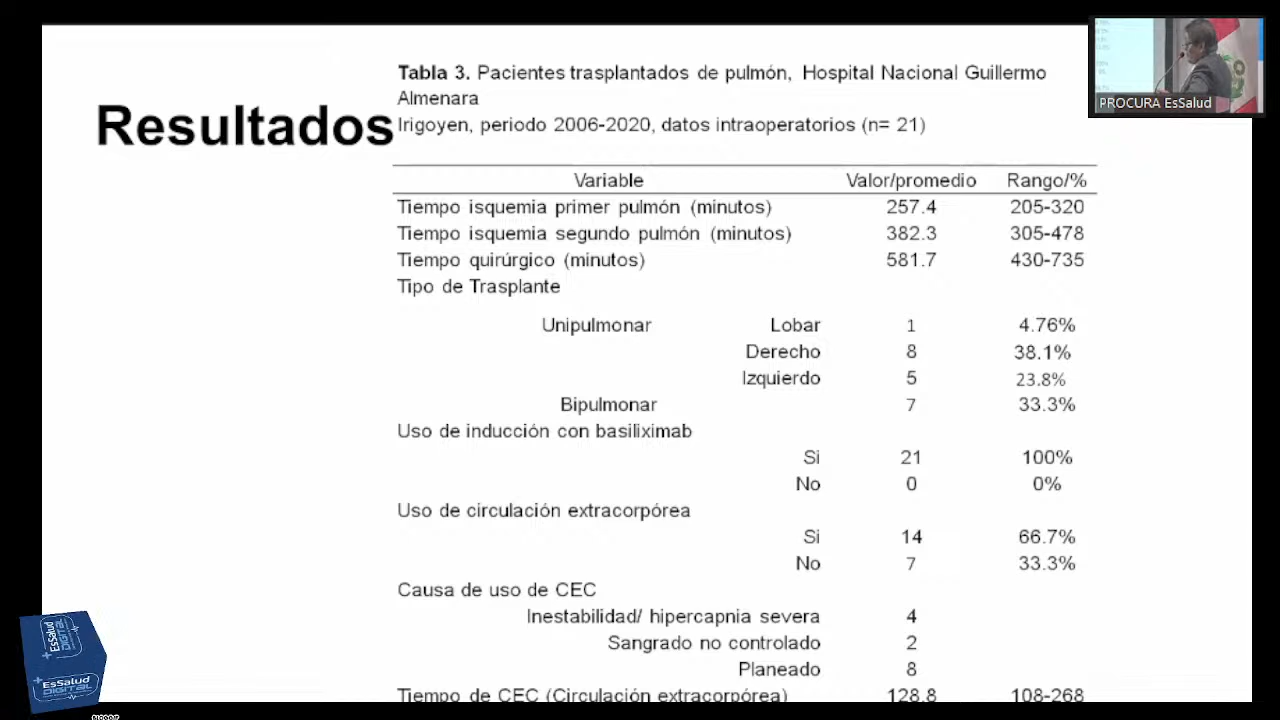 Resultados
Tabla 3. Pacientes trasplantados de pulmón, Hospital Nacional Guillermo
Almenara
Irigoyen, periodo 2006-2020, datos intraoperatorios (n= 21)
Variable Valor/promedio Rango/%
Tiempo isquemia primer pulmón (minutos) 257.4 205-320
Tiempo isquemia segundo pulmón (minutos) 382.3 305-478
Tiempo quirúrgico (minutos) 581.7 430-735
Tipo de Trasplante
Unipulmonar Lobar 1 4.76%
Derecho 8 38.1%
Izquierdo 5 23.8%
Bipulmonar 7 33.3%
Uso de inducción con basiliximab
Si 21 100%
No 0 0%
Uso de circulación extracorpórea
Si 14 66.7%
No 7 33.3%
Causa de uso de CEC
Inestabilidad/ hipercapnia severa 4
Sangrado no controlado 2
Planeado 8
Tiempo de CEC (Circulación extracorpórea) 128.8 108-268
PROCURA EsSalud
EsSalud
DIGITAL
EsSalud
DIGITAL